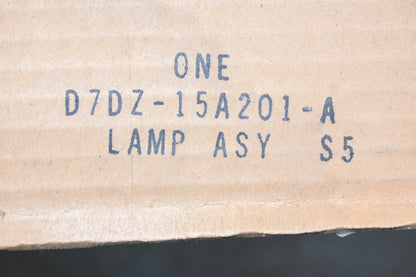 ONE
D7DZ-15A201-A
LAMP ASY S5